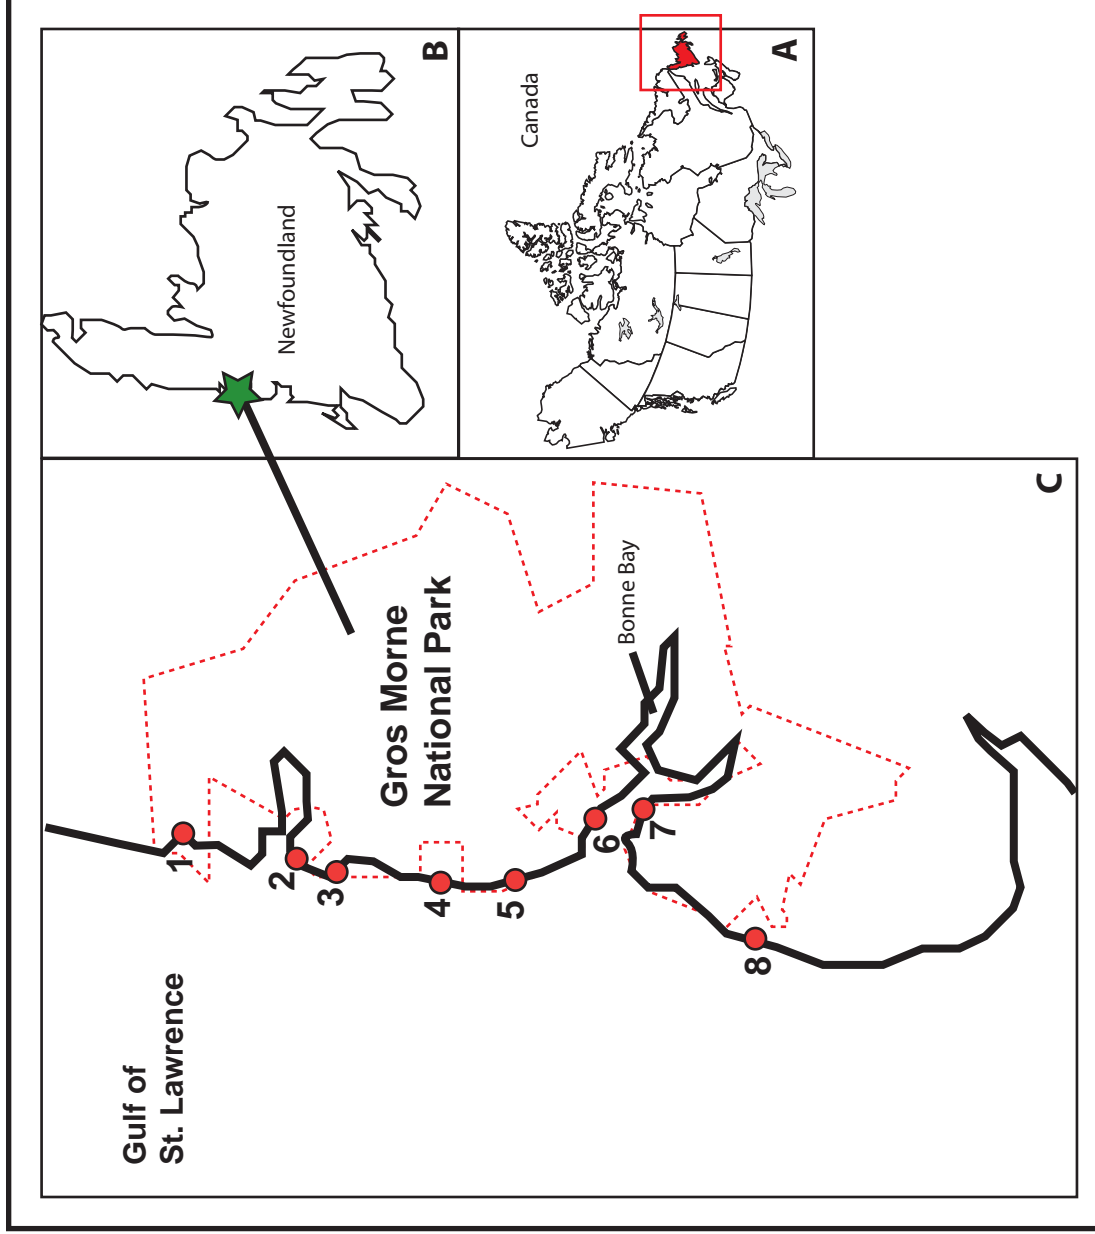 A
Canada
B
Newfoundland
C
Gulf of
St. Lawrence
Gros Morne
National Park
Bonne Bay
1
2
3
4
5
6
7
8